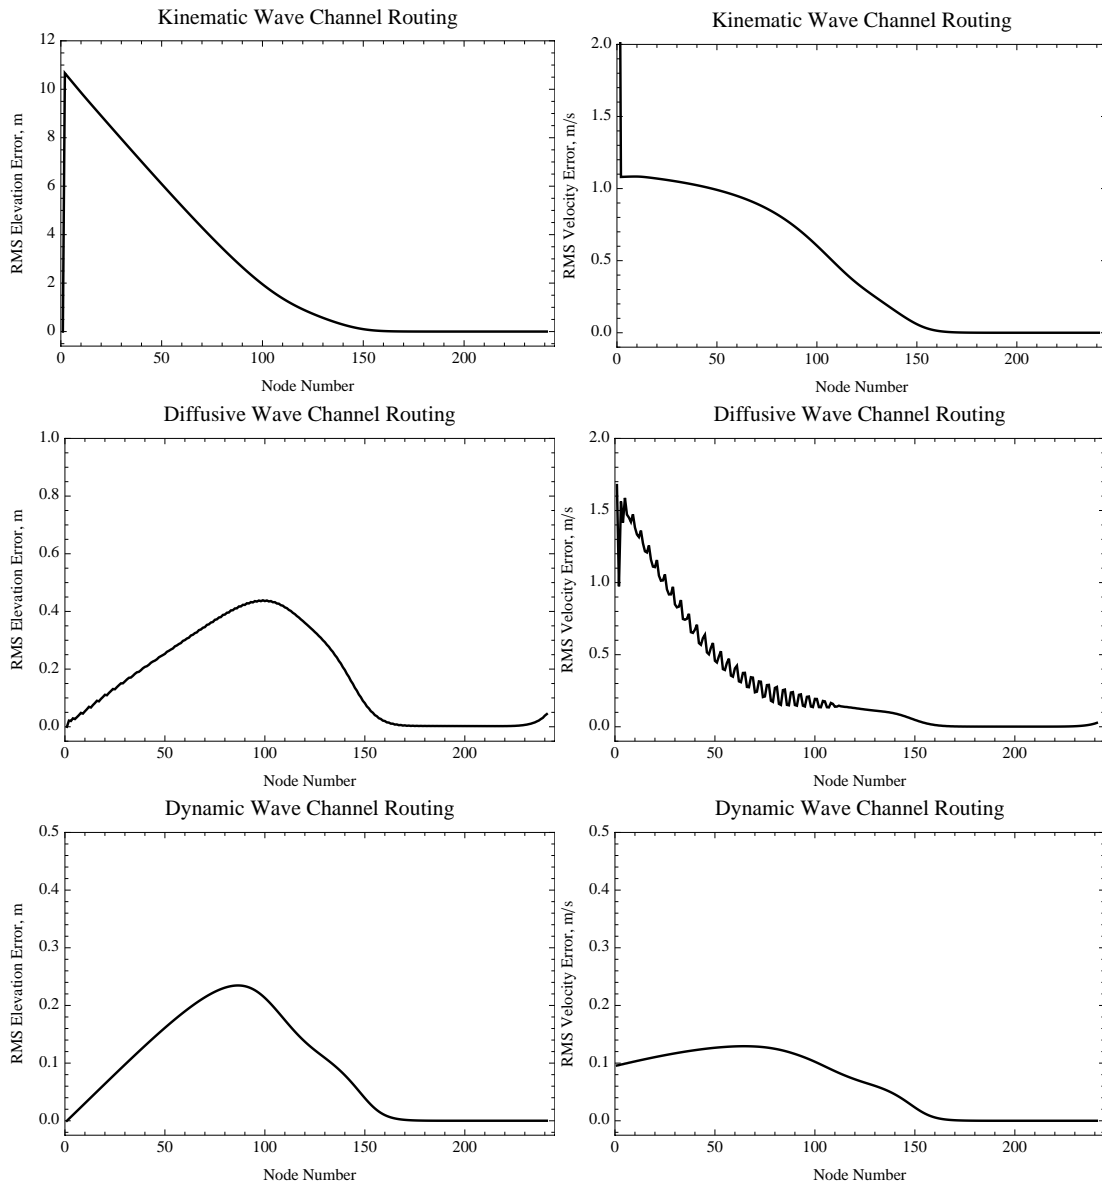 Kinematic Wave Channel Routing
RMS Elevation Error, m
12
10
8
6
4
2
0
0 50 100 150 200
Node Number
Kinematic Wave Channel Routing
RMS Velocity Error, m/s
2.0
1.5
1.0
0.5
0.0
0 50 100 150 200
Node Number
Diffusive Wave Channel Routing
RMS Elevation Error, m
1.0
0.8
0.6
0.4
0.2
0.0
0 50 100 150 200
Node Number
Diffusive Wave Channel Routing
RMS Velocity Error, m/s
2.0
1.5
1.0
0.5
0.0
0 50 100 150 200
Node Number
Dynamic Wave Channel Routing
RMS Elevation Error, m
0.5
0.4
0.3
0.2
0.1
0.0
0 50 100 150 200
Node Number
Dynamic Wave Channel Routing
RMS Velocity Error, m/s
0.5
0.4
0.3
0.2
0.1
0.0
0 50 100 150 200
Node Number